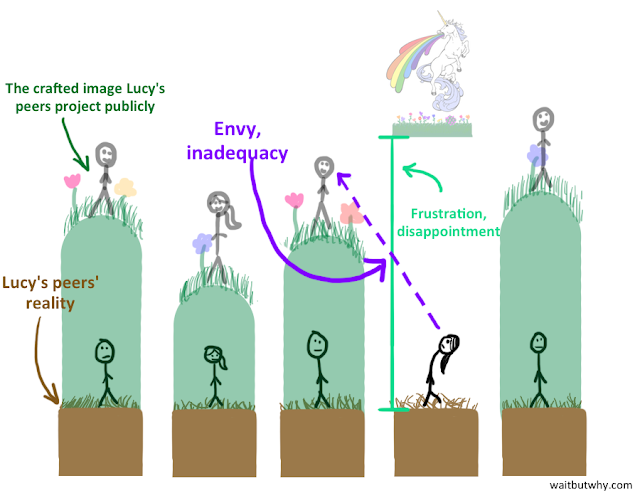 The crafted image Lucy's
peers project publicly
Envy,
inadequacy
Frustration,
disappointment
Lucy's peers'
reality
waitbutwhy.com